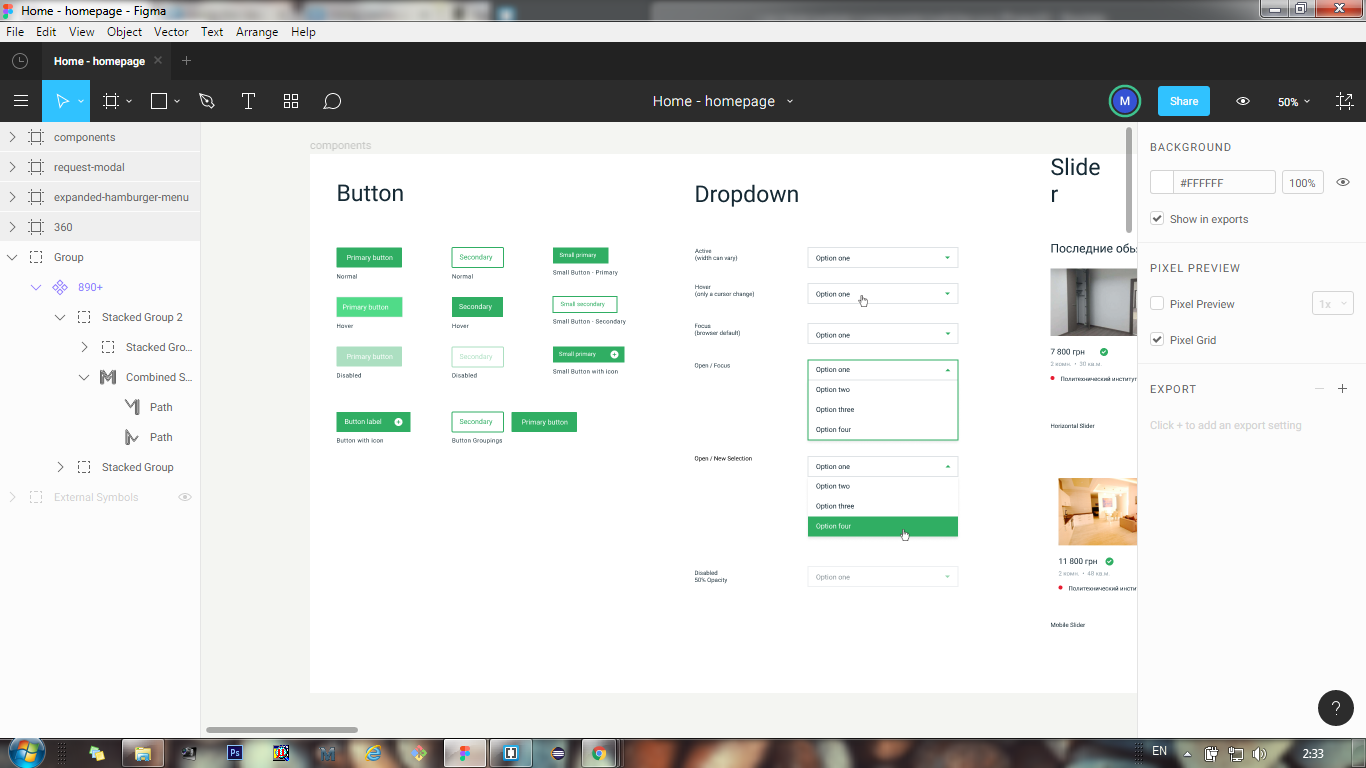 Home - homepage - Figma
File Edit View Object Vector Text Arrange Help
Home - homepage
Home - homepage
M
Share
50%
components
request-modal
expanded-hamburger-menu
360
Group
890+
Stacked Group 2
Stacked Gro...
Combined S...
Path
Path
Stacked Group
External Symbols
components
Button
Primary button
Normal
Secondary
Normal
Small primary
Small Button - Primary
Primary button
Hover
Secondary
Hover
Small secondary
Small Button - Secondary
Primary button
Disabled
Secondary
Disabled
Small primary
Small Button with icon
Button label
Button with icon
Secondary
Primary button
Button Groupings
Dropdown
Active
(width can vary)
Option one
Hover
(only a cursor change)
Option one
Focus
(browser default)
Option one
Open / Focus
Option one
Option two
Option three
Option four
Open / New Selection
Option one
Option two
Option three
Option four
Disabled
50% Opacity
Option one
Slide
r
Последние обь
7 800 грн
2 комн. • 30 кв.м
Политехнический институт
Horizontal Slider
11 800 грн
2 комн. • 48 кв.м.
Политехнический инсти
Mobile Slider
BACKGROUND
#FFFFFF
100%
Show in exports
PIXEL PREVIEW
Pixel Preview
1x
Pixel Grid
EXPORT
Click + to add an export setting
?
Ps
EN
2:33